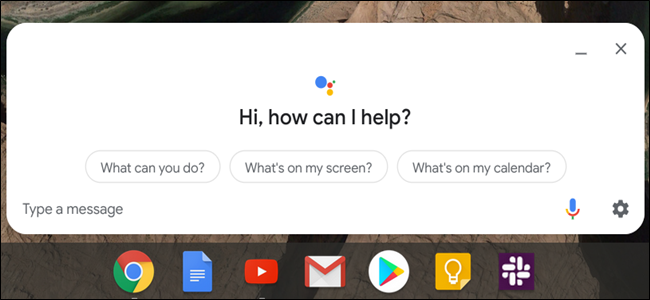 Hi, how can I help?
What can you do? What's on my screen? What's on my calendar?
Type a message